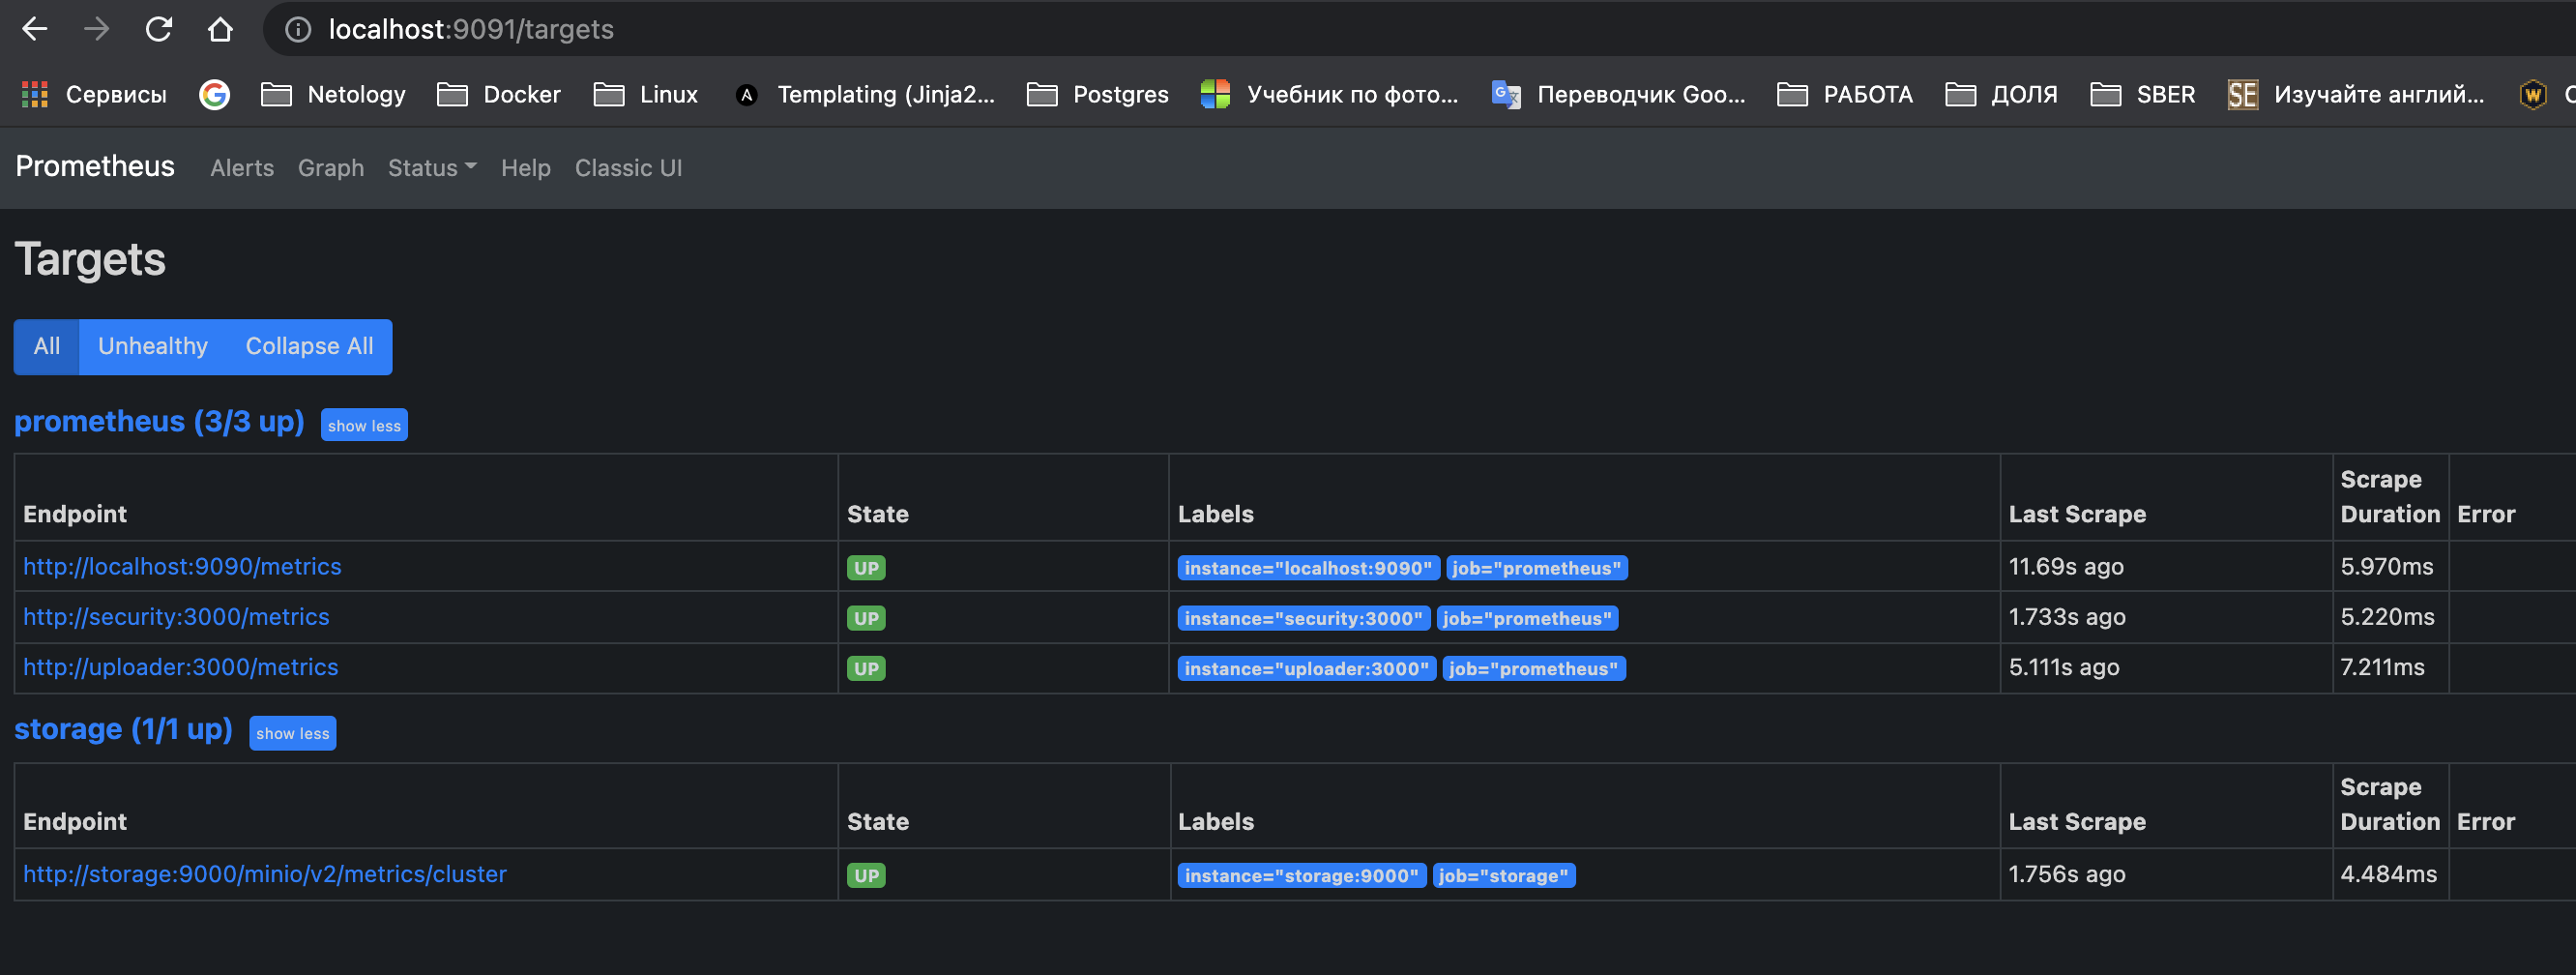 localhost:9091/targets
Сервисы Netology Docker Linux Templating (Jinja2... Postgres Учебник по фото... Переводчик Goo... РАБОТА ДОЛЯ SBER Изучайте англий...
Prometheus Alerts Graph Status Help Classic UI
Targets
All Unhealthy Collapse All
prometheus (3/3 up) show less
Endpoint State Labels Last Scrape Scrape Duration Error
http://localhost:9090/metrics UP instance="localhost:9090" job="prometheus" 11.69s ago 5.970ms
http://security:3000/metrics UP instance="security:3000" job="prometheus" 1.733s ago 5.220ms
http://uploader:3000/metrics UP instance="uploader:3000" job="prometheus" 5.111s ago 7.211ms
storage (1/1 up) show less
Endpoint State Labels Last Scrape Scrape Duration Error
http://storage:9000/minio/v2/metrics/cluster UP instance="storage:9000" job="storage" 1.756s ago 4.484ms